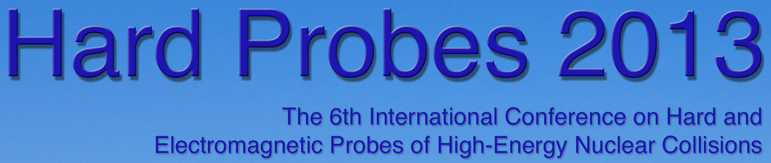 Hard Probes 2013
The 6th International Conference on Hard and
Electromagnetic Probes of High-Energy Nuclear Collisions